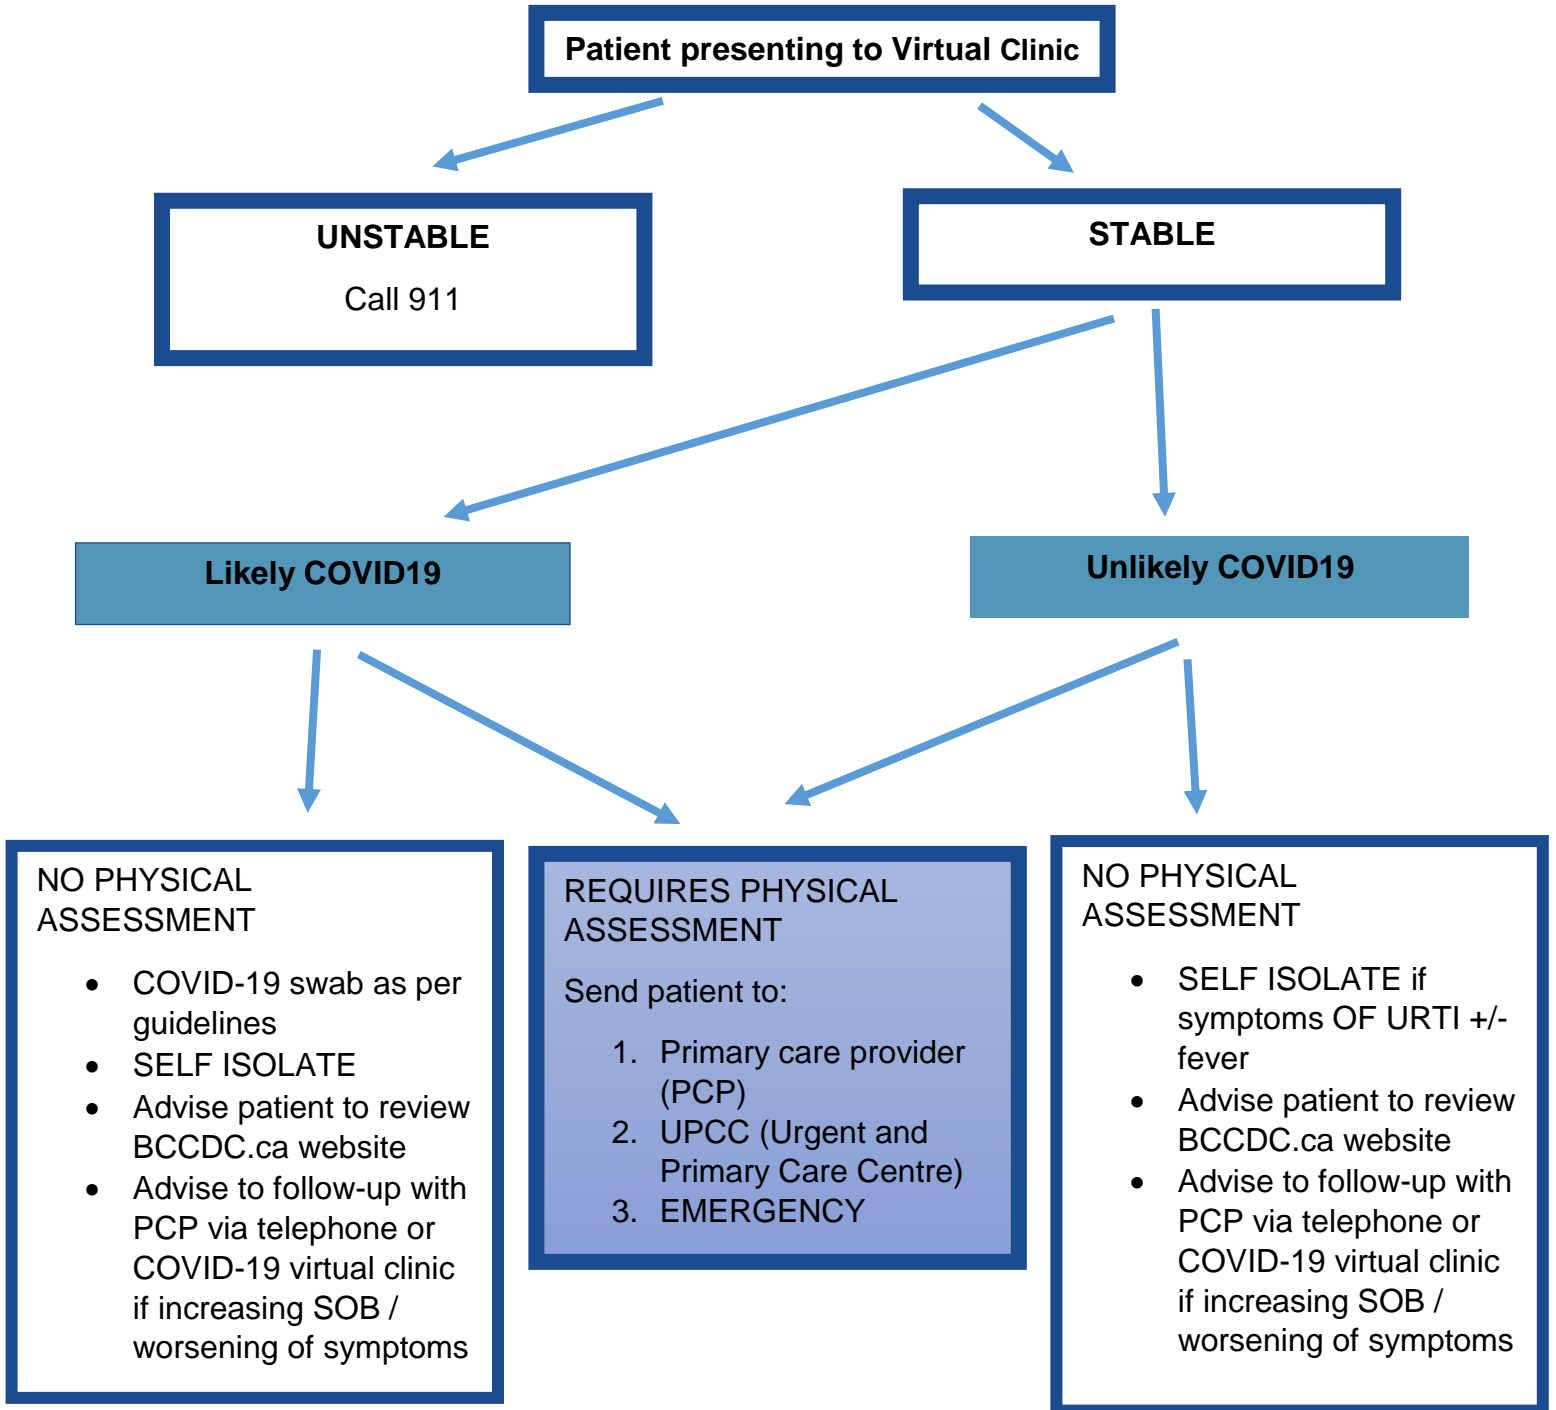 Patient presenting to Virtual Clinic
UNSTABLE
Call 911
STABLE
Likely COVID19
Unlikely COVID19
NO PHYSICAL
ASSESSMENT
• COVID-19 swab as per
guidelines
• SELF ISOLATE
• Advise patient to review
BCCDC.ca website
• Advise to follow-up with
PCP via telephone or
COVID-19 virtual clinic
if increasing SOB /
worsening of symptoms
REQUIRES PHYSICAL
ASSESSMENT
Send patient to:
1. Primary care provider
(PCP)
2. UPCC (Urgent and
Primary Care Centre)
3. EMERGENCY
NO PHYSICAL
ASSESSMENT
• SELF ISOLATE if
symptoms OF URTI +/-
fever
• Advise patient to review
BCCDC.ca website
• Advise to follow-up with
PCP via telephone or
COVID-19 virtual clinic
if increasing SOB /
worsening of symptoms